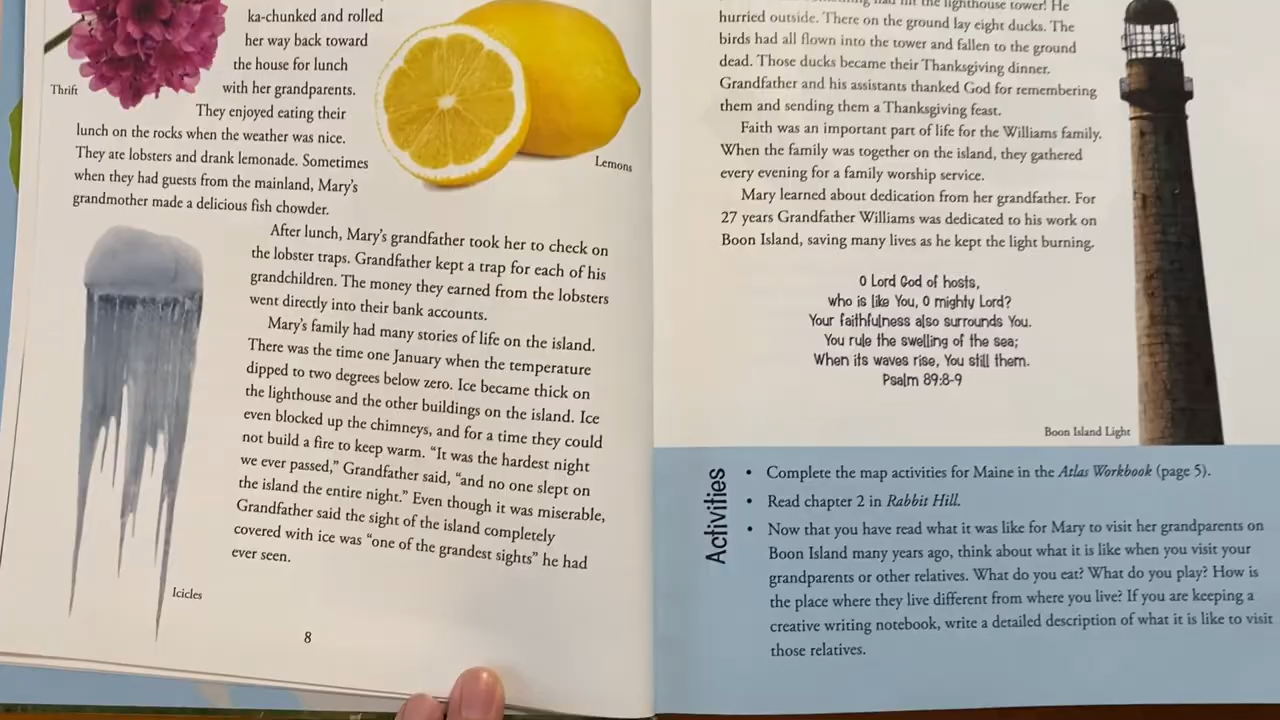 ka-chunked and rolled
her way back toward
the house for lunch
with her grandparents.
They enjoyed eating their
lunch on the rocks when the weather was nice.
They ate lobsters and drank lemonade. Sometimes
when they had guests from the mainland, Mary's
grandmother made a delicious fish chowder.
Thrift
Lemons
After lunch, Mary's grandfather took her to check on
the lobster traps. Grandfather kept a trap for each of his
grandchildren. The money they earned from the lobsters
went directly into their bank accounts.
Mary's family had many stories of life on the island.
There was the time one January when the temperature
dipped to two degrees below zero. Ice became thick on
the lighthouse and the other buildings on the island. Ice
even blocked up the chimneys, and for a time they could
not build a fire to keep warm. "It was the hardest night
we ever passed," Grandfather said, "and no one slept on
the island the entire night." Even though it was miserable,
Grandfather said the sight of the island completely
covered with ice was "one of the grandest sights" he had
ever seen.
Icicles
8
the lighthouse tower! He
hurried outside. There on the ground lay eight ducks. The
birds had all flown into the tower and fallen to the ground
dead. Those ducks became their Thanksgiving dinner.
Grandfather and his assistants thanked God for remembering
them and sending them a Thanksgiving feast.
Faith was an important part of life for the Williams family.
When the family was together on the island, they gathered
every evening for a family worship service.
Mary learned about dedication from her grandfather. For
27 years Grandfather Williams was dedicated to his work on
Boon Island, saving many lives as he kept the light burning.
O Lord God of hosts,
who is like You, O mighty Lord?
Your faithfulness also surrounds You.
You rule the swelling of the sea;
When its waves rise, You still them.
Psalm 89:8-9
Boon Island Light
Activities
• Complete the map activities for Maine in the Atlas Workbook (page 5).
• Read chapter 2 in Rabbit Hill.
• Now that you have read what it was like for Mary to visit her grandparents on
Boon Island many years ago, think about what it is like when you visit your
grandparents or other relatives. What do you eat? What do you play? How is
the place where they live different from where you live? If you are keeping a
creative writing notebook, write a detailed description of what it is like to visit
those relatives.